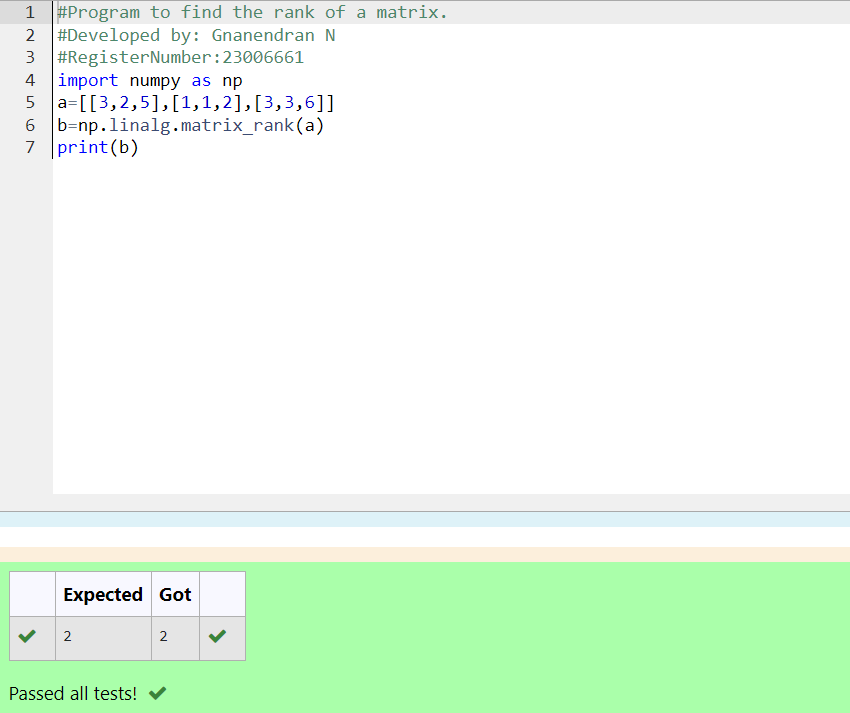 1 #Program to find the rank of a matrix.
2 #Developed by: Gnanendran N
3 #RegisterNumber:23006661
4 import numpy as np
5 a=[[3,2,5],[1,1,2],[3,3,6]]
6 b=np.linalg.matrix_rank(a)
7 print(b)
Expected Got
2 2
Passed all tests!